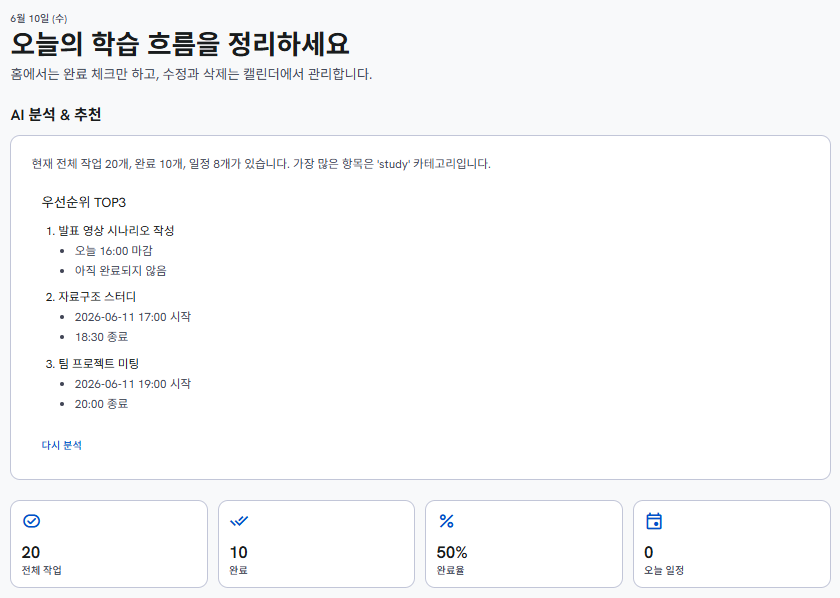 6월 10일 (수)
오늘의 학습 흐름을 정리하세요
홈에서는 완료 체크만 하고, 수정과 삭제는 캘린더에서 관리합니다.
AI 분석 & 추천
현재 전체 작업 20개, 완료 10개, 일정 8개가 있습니다. 가장 많은 항목은 'study' 카테고리입니다.
우선순위 TOP3
1. 발표 영상 시나리오 작성
• 오늘 16:00 마감
• 아직 완료되지 않음
2. 자료구조 스터디
• 2026-06-11 17:00 시작
• 18:30 종료
3. 팀 프로젝트 미팅
• 2026-06-11 19:00 시작
• 20:00 종료
다시 분석
20
전체 작업
10
완료
50%
완료율
0
오늘 일정